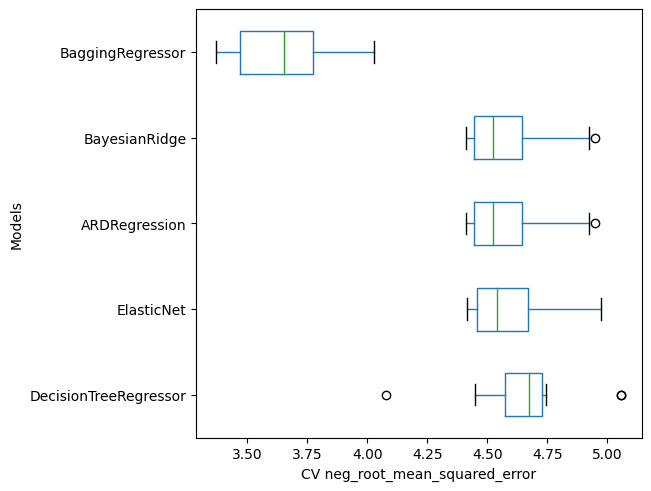 BaggingRegressor
BayesianRidge
ARDRegression
ElasticNet
DecisionTreeRegressor
Models
3.50 3.75 4.00 4.25 4.50 4.75 5.00
CV neg_root_mean_squared_error